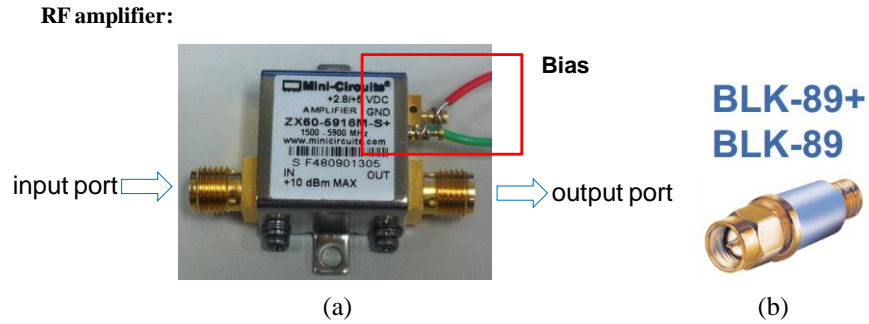 RF amplifier:
Mini-Circuits®
+2.8/+5 VDC
AMPLIFIER GND
ZX60-5916M-S+
1500 - 5900 MHz
www.minicircuits.com
S F480901305
IN OUT
+10 dBm MAX
Bias
BLK-89+
BLK-89
input port
output port
(a)
(b)